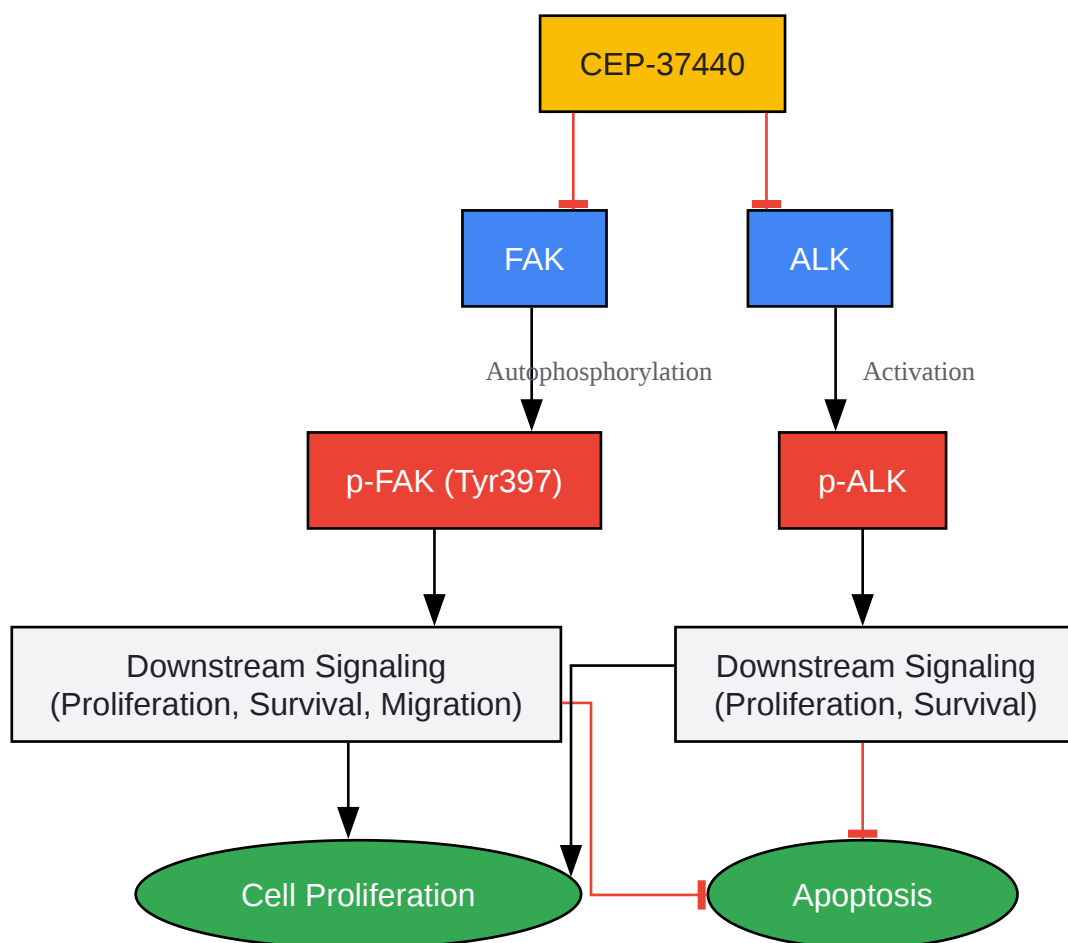 CEP-37440
FAK
ALK
Autophosphorylation
Activation
p-FAK (Tyr397)
p-ALK
Downstream Signaling
(Proliferation, Survival, Migration)
Downstream Signaling
(Proliferation, Survival)
Cell Proliferation
Apoptosis